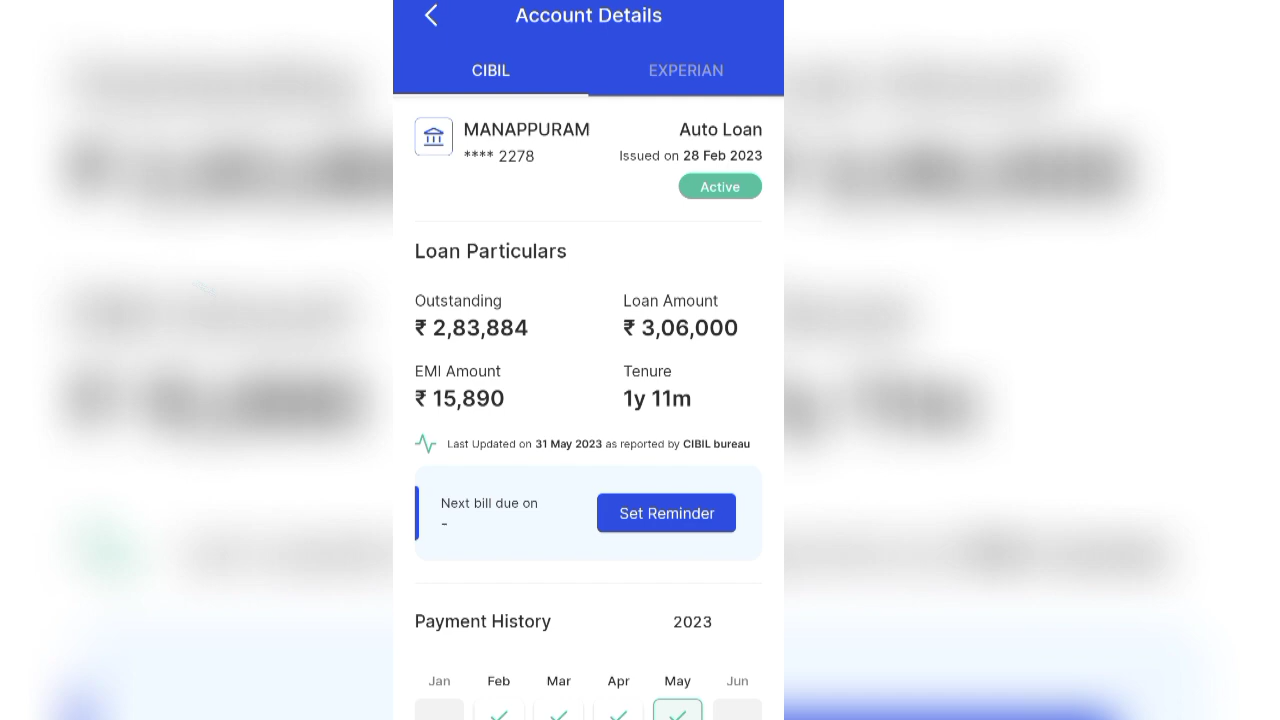 Account Details
CIBIL EXPERIAN
MANAPPURAM Auto Loan
**** 2278 Issued on 28 Feb 2023
Active
Loan Particulars
Outstanding Loan Amount
₹ 2,83,884 ₹ 3,06,000
EMI Amount Tenure
₹ 15,890 1y 11m
Last Updated on 31 May 2023 as reported by CIBIL bureau
Next bill due on
-
Set Reminder
Payment History 2023
Jan Feb Mar Apr May Jun